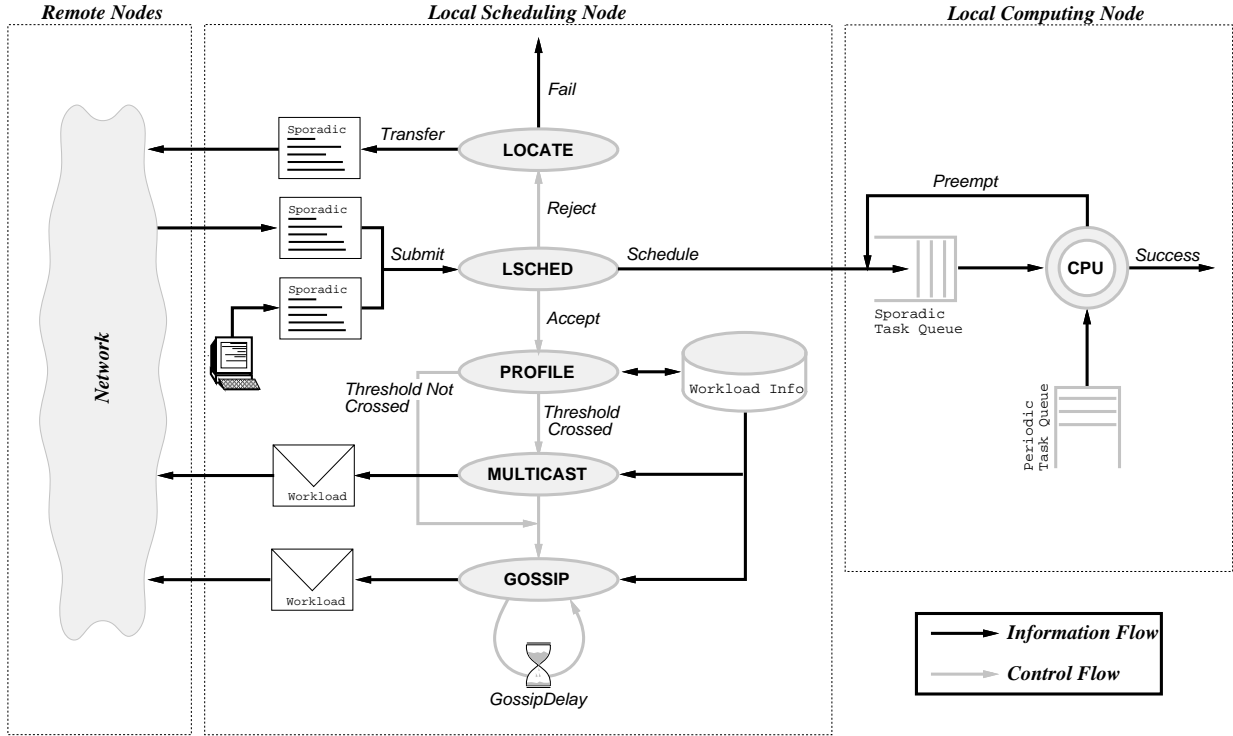 Remote Nodes
Local Scheduling Node
Local Computing Node
Fail
Sporadic
Transfer
LOCATE
Preempt
Sporadic
Reject
Submit
LSCHED
Schedule
CPU
Success
Sporadic
Sporadic
Task Queue
Accept
Network
PROFILE
Workload Info
Threshold Not
Crossed
Threshold
Crossed
Periodic
Task Queue
MULTICAST
Workload
GOSSIP
Workload
GossipDelay
Information Flow
Control Flow